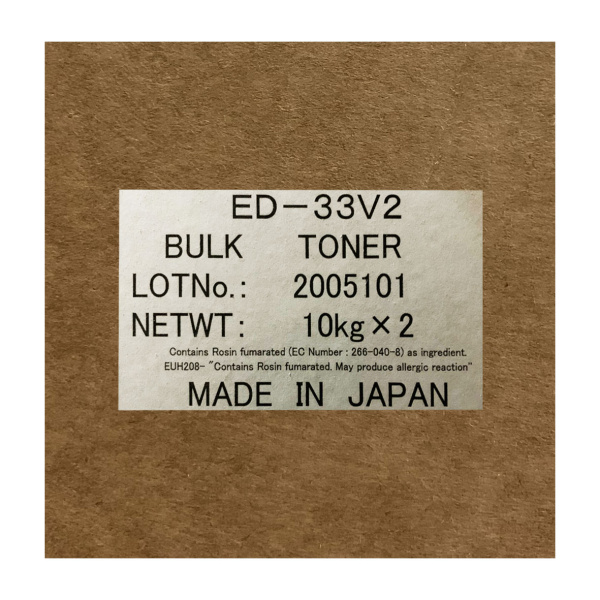 ED-33V2
BULK TONER
LOTNo.: 2005101
NETWT: 10kg×2
Contains Rosin fumarated (EC Number : 266-040-8) as ingredient.
EUH208- "Contains Rosin fumarated. May produce allergic reaction"
MADE IN JAPAN